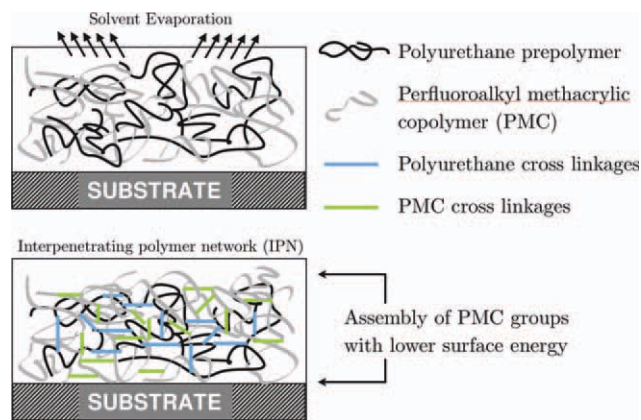 Solvent Evaporation
SUBSTRATE
Polyurethane prepolymer
Perfluoroalkyl methacrylic
copolymer (PMC)
Polyurethane cross linkages
PMC cross linkages
Interpenetrating polymer network (IPN)
SUBSTRATE
Assembly of PMC groups
with lower surface energy